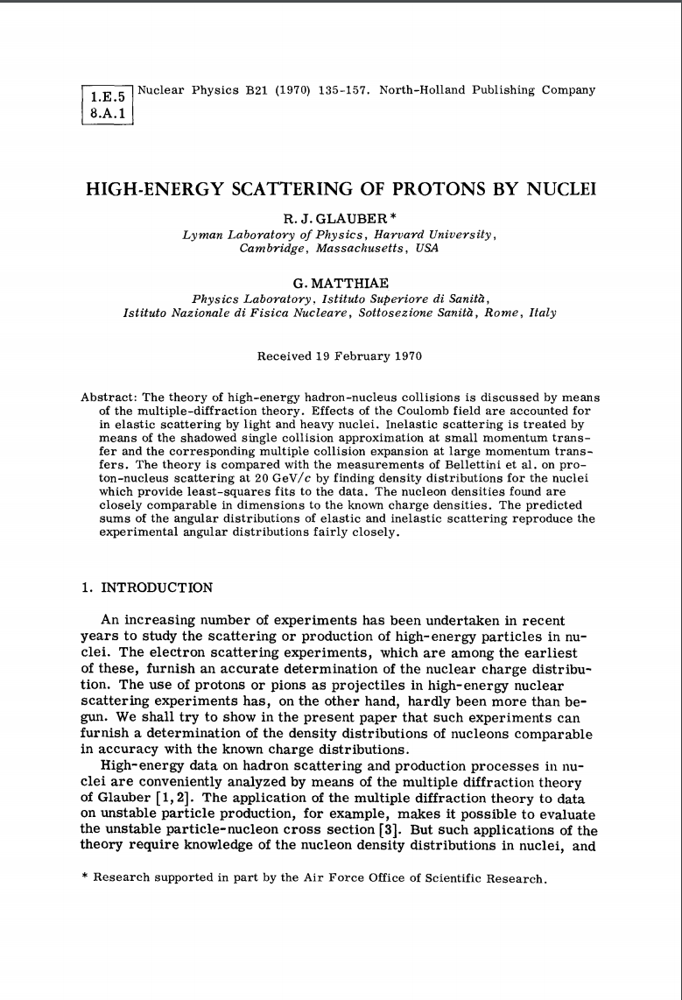 1.E.5
8.A.1
Nuclear Physics B21 (1970) 135-157. North-Holland Publishing Company
HIGH-ENERGY SCATTERING OF PROTONS BY NUCLEI
R. J. GLAUBER *
Lyman Laboratory of Physics, Harvard University,
Cambridge, Massachusetts, USA
G. MATTHIAE
Physics Laboratory, Istituto Superiore di Sanità,
Istituto Nazionale di Fisica Nucleare, Sottosezione Sanità, Rome, Italy
Received 19 February 1970
Abstract: The theory of high-energy hadron-nucleus collisions is discussed by means
of the multiple-diffraction theory. Effects of the Coulomb field are accounted for
in elastic scattering by light and heavy nuclei. Inelastic scattering is treated by
means of the shadowed single collision approximation at small momentum trans-
fer and the corresponding multiple collision expansion at large momentum trans-
fers. The theory is compared with the measurements of Bellettini et al. on pro-
ton-nucleus scattering at 20 GeV/c by finding density distributions for the nuclei
which provide least-squares fits to the data. The nucleon densities found are
closely comparable in dimensions to the known charge densities. The predicted
sums of the angular distributions of elastic and inelastic scattering reproduce the
experimental angular distributions fairly closely.
1. INTRODUCTION
An increasing number of experiments has been undertaken in recent
years to study the scattering or production of high-energy particles in nu-
clei. The electron scattering experiments, which are among the earliest
of these, furnish an accurate determination of the nuclear charge distribu-
tion. The use of protons or pions as projectiles in high-energy nuclear
scattering experiments has, on the other hand, hardly been more than be-
gun. We shall try to show in the present paper that such experiments can
furnish a determination of the density distributions of nucleons comparable
in accuracy with the known charge distributions.
High-energy data on hadron scattering and production processes in nu-
clei are conveniently analyzed by means of the multiple diffraction theory
of Glauber [1, 2]. The application of the multiple diffraction theory to data
on unstable particle production, for example, makes it possible to evaluate
the unstable particle-nucleon cross section [3]. But such applications of the
theory require knowledge of the nucleon density distributions in nuclei, and
* Research supported in part by the Air Force Office of Scientific Research.